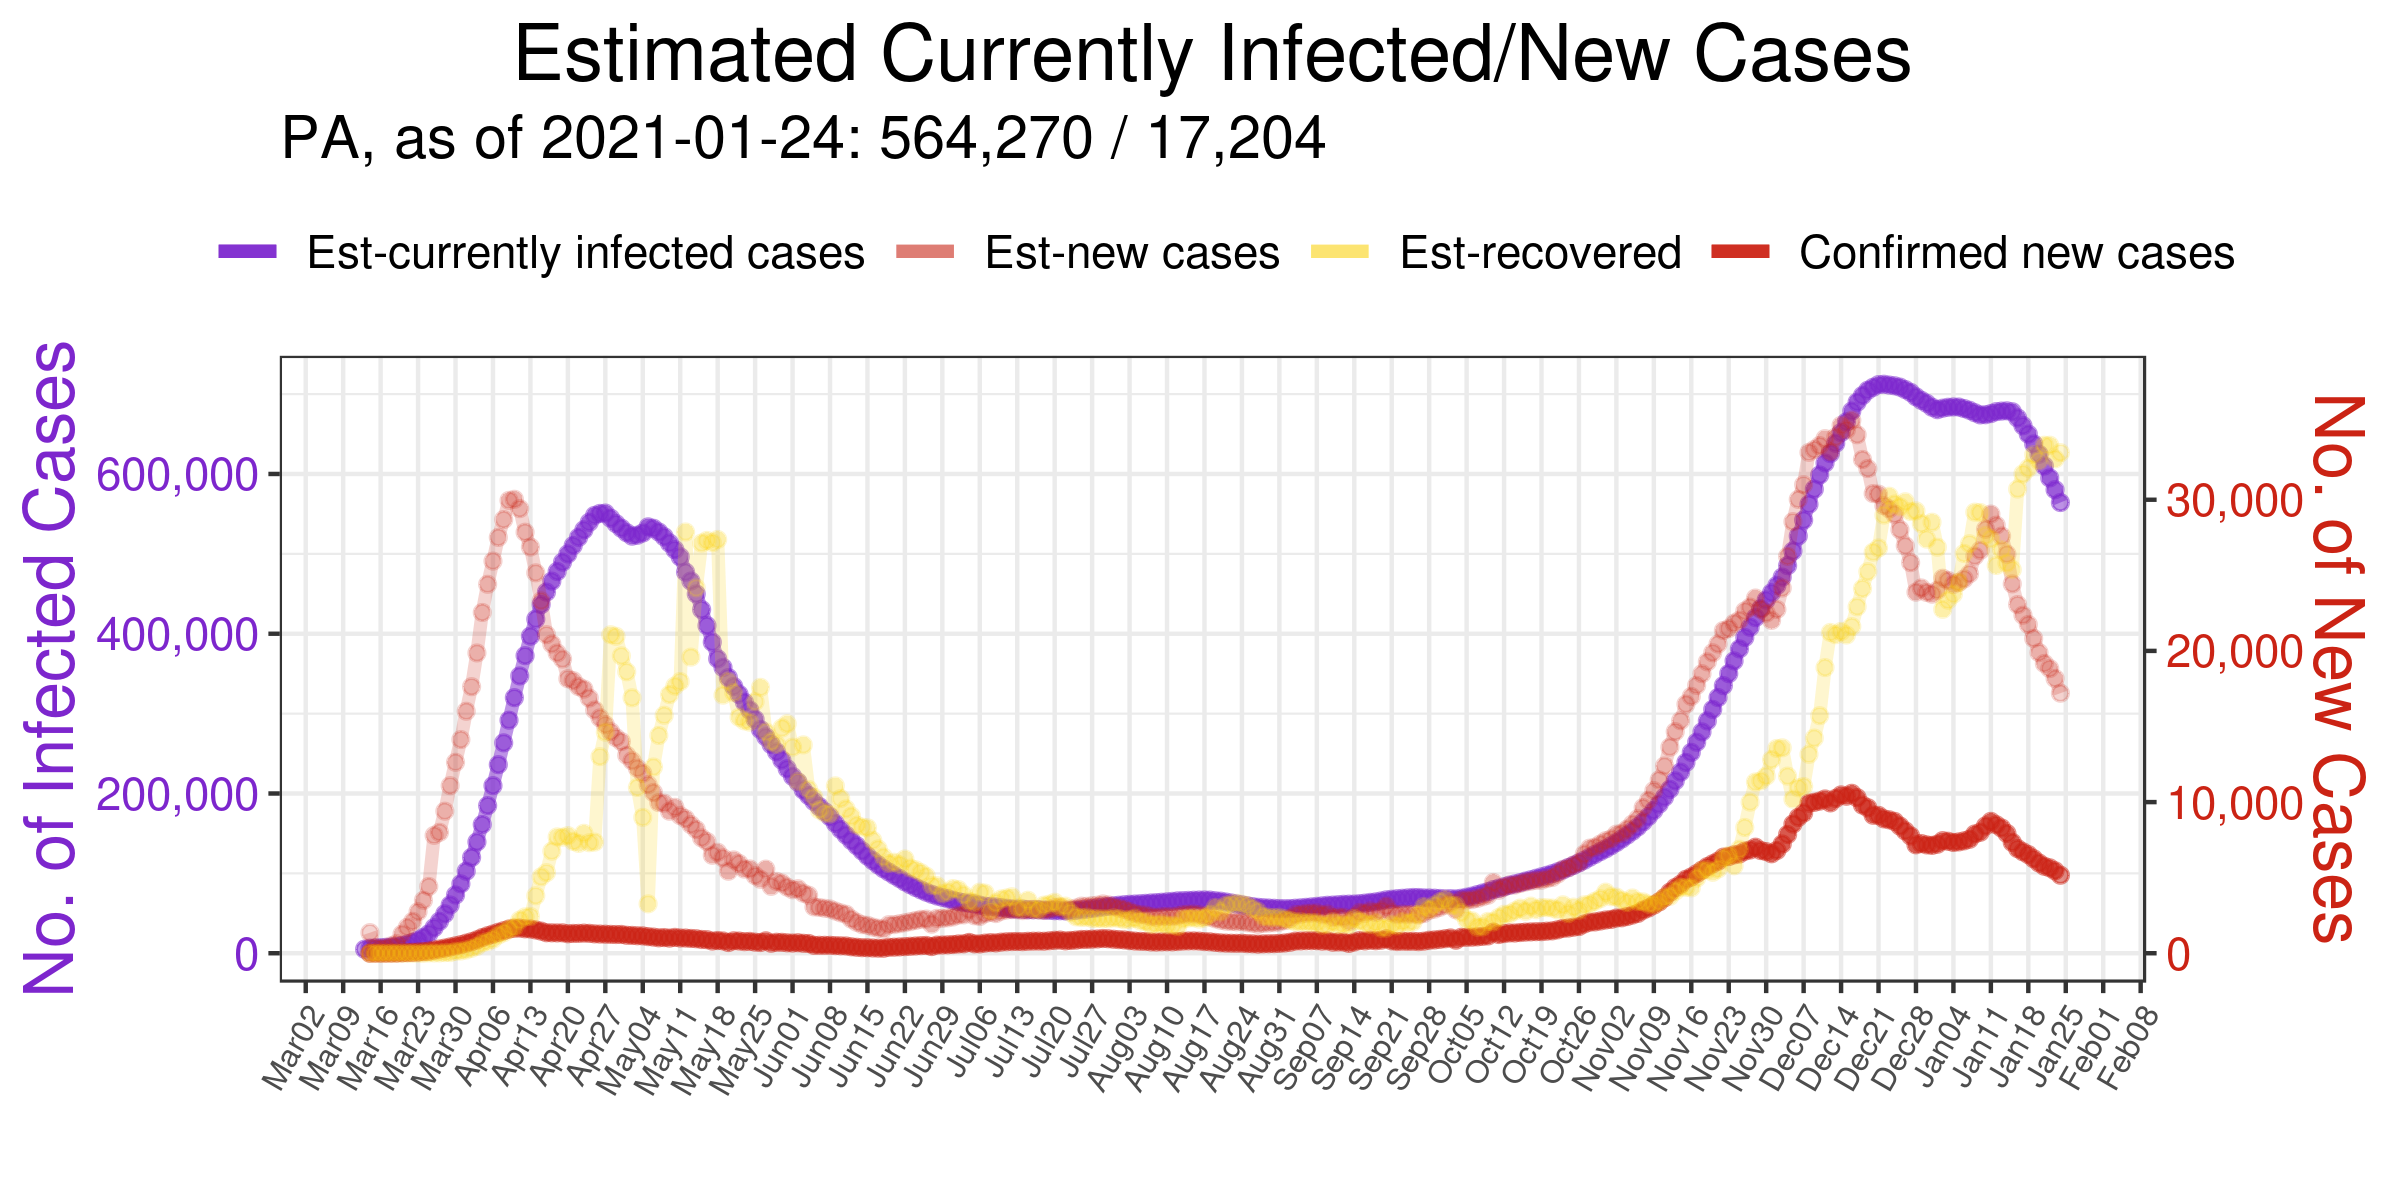 Estimated Currently Infected/New Cases
PA, as of 2021-01-24: 564,270 / 17,204
Est-currently infected cases
Est-new cases
Est-recovered
Confirmed new cases
No. of Infected Cases
600,000
400,000
200,000
0
No. of New Cases
30,000
20,000
10,000
0
Mar02
Mar09
Mar16
Mar23
Mar30
Apr06
Apr13
Apr20
Apr27
May04
May11
May18
May25
Jun01
Jun08
Jun15
Jun22
Jun29
Jul06
Jul13
Jul20
Jul27
Aug03
Aug10
Aug17
Aug24
Aug31
Sep07
Sep14
Sep21
Sep28
Oct05
Oct12
Oct19
Oct26
Nov02
Nov09
Nov16
Nov23
Nov30
Dec07
Dec14
Dec21
Dec28
Jan04
Jan11
Jan18
Jan25
Feb01
Feb08